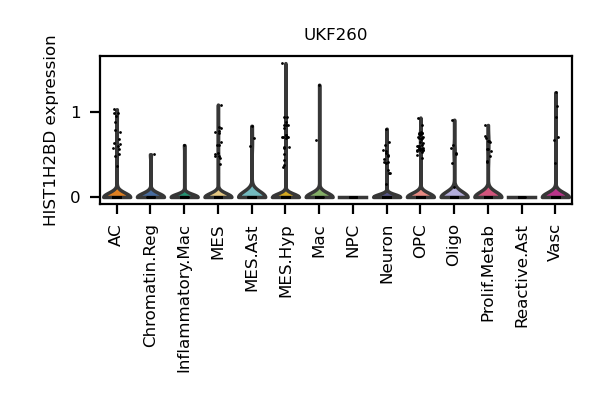 UKF260
HIST1H2BD expression
1
0
AC
Chromatin.Reg
Inflammatory.Mac
MES
MES.Ast
MES.Hyp
Mac
NPC
Neuron
OPC
Oligo
Prolif.Metab
Reactive.Ast
Vasc